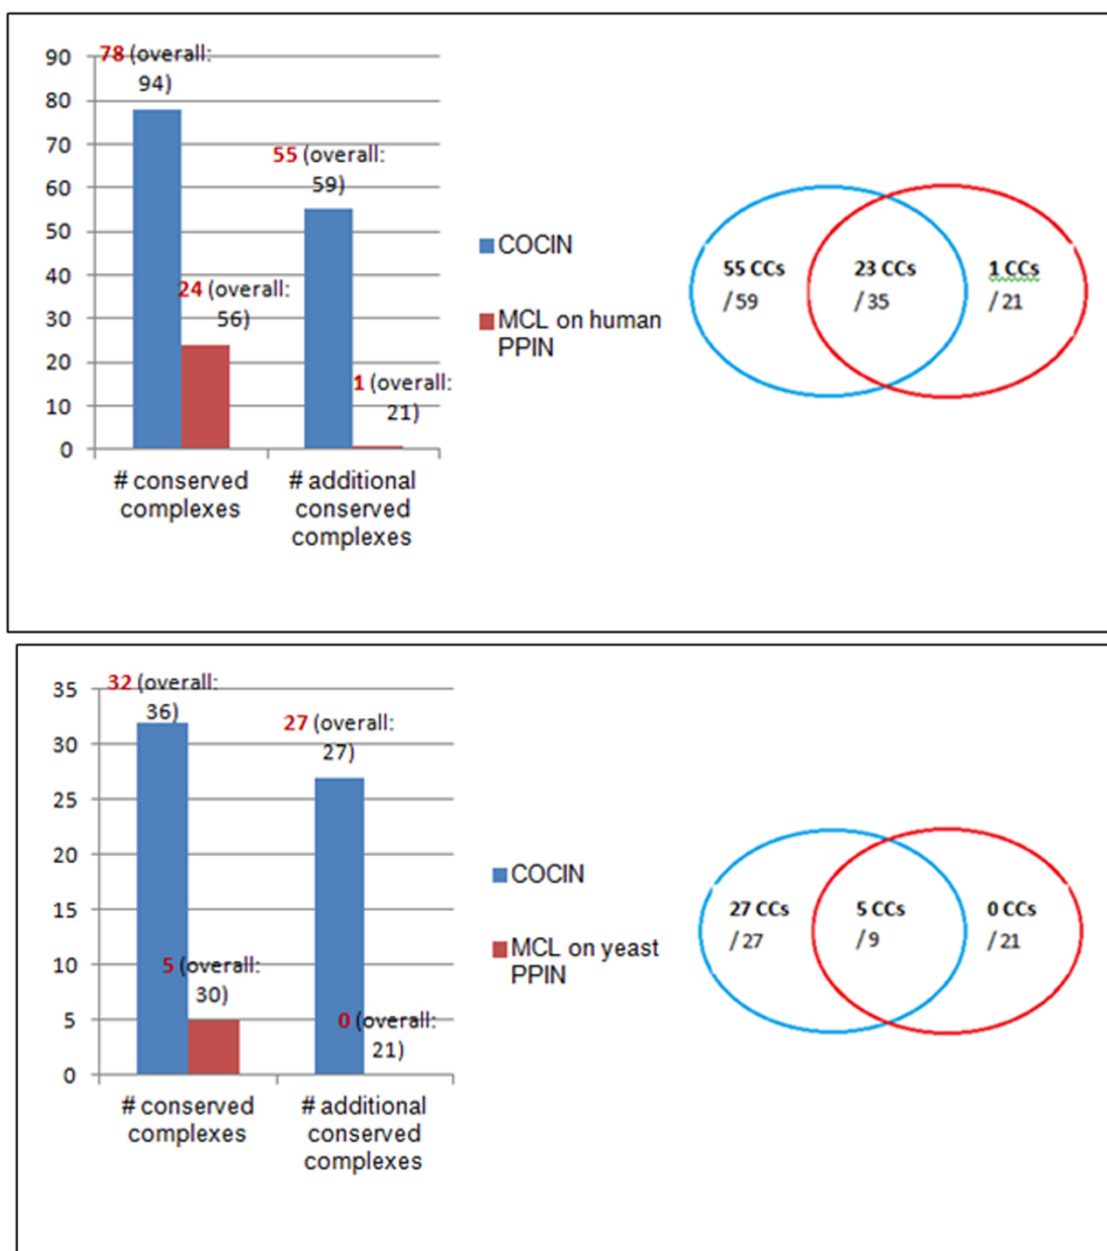 90
80
70
60
50
40
30
20
10
0
78 (overall:
94)
55 (overall:
59)
24 (overall:
56)
1 (overall:
21)
# conserved
complexes
# additional
conserved
complexes
COCIN
MCL on human
PPIN
55 CCs
/ 59
23 CCs
/ 35
1 CCs
/ 21
35
30
25
20
15
10
5
0
32 (overall:
36)
27 (overall:
27)
5 (overall:
30)
0 (overall:
21)
# conserved
complexes
# additional
conserved
complexes
COCIN
MCL on yeast
PPIN
27 CCs
/ 27
5 CCs
/ 9
0 CCs
/ 21